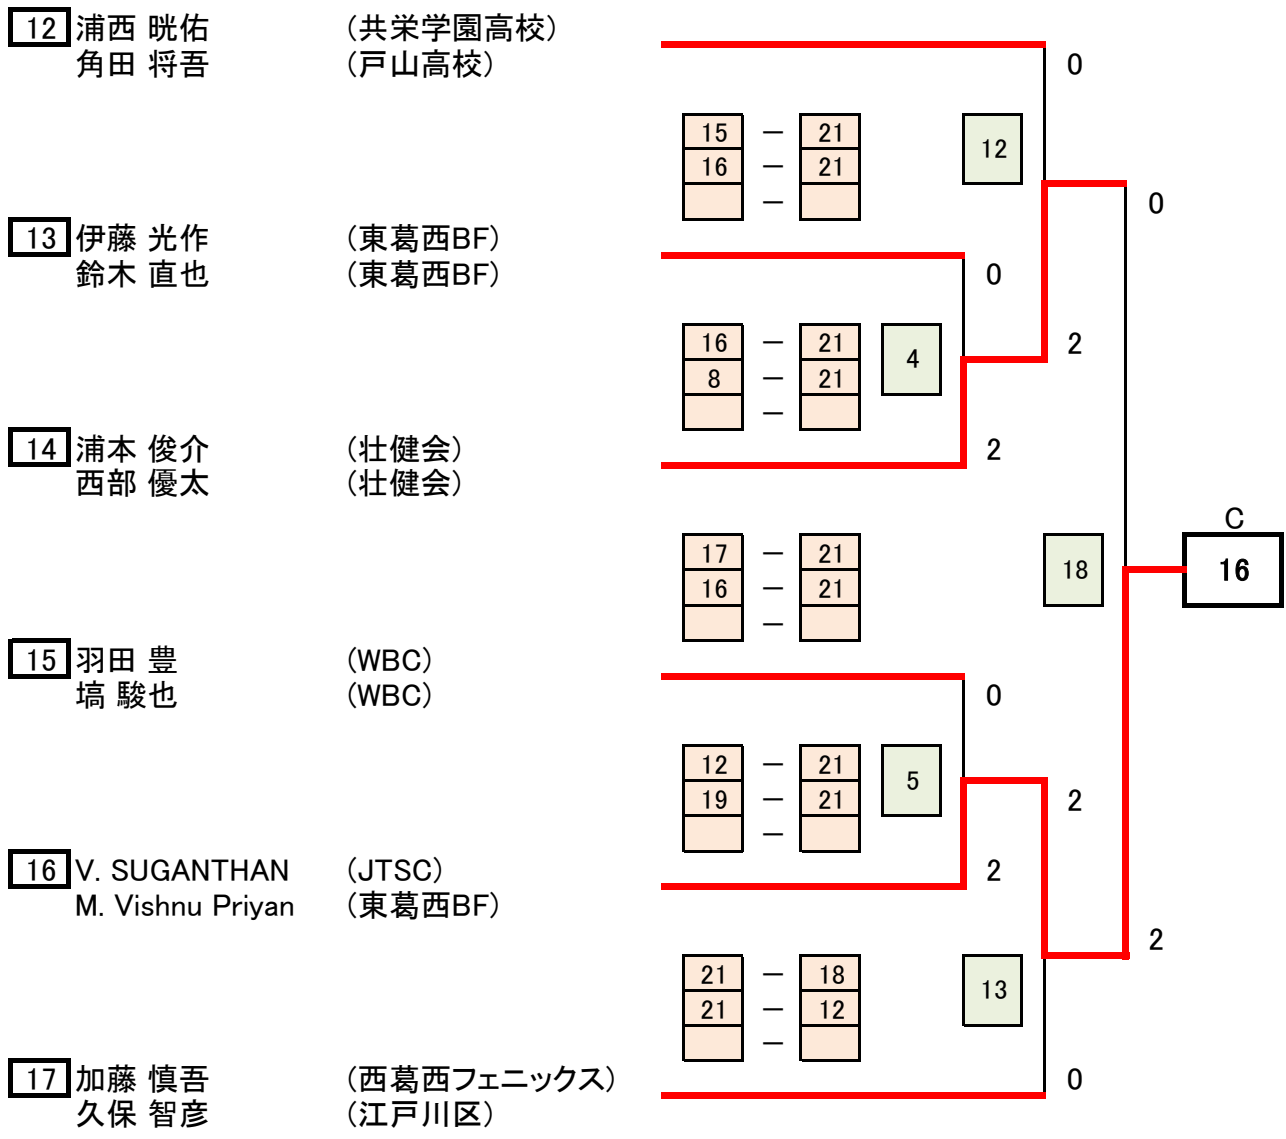 12 浦西 晄佑 (共栄学園高校)
角田 将吾 (戸山高校)
0
15 － 21
12
16 － 21
－
0
13 伊藤 光作 (東葛西BF)
鈴木 直也 (東葛西BF)
0
16 － 21
4
2
8 － 21
－
14 浦本 俊介 (壮健会)
2
西部 優太 (壮健会)
C
17 － 21
18
16
16 － 21
－
15 羽田 豊 (WBC)
塙 駿也 (WBC)
0
12 － 21
5
19 － 21
2
－
16 V. SUGANTHAN (JTSC)
2
M. Vishnu Priyan (東葛西BF)
2
21 － 18
13
21 － 12
－
17 加藤 慎吾 (西葛西フェニックス)
0
久保 智彦 (江戸川区)